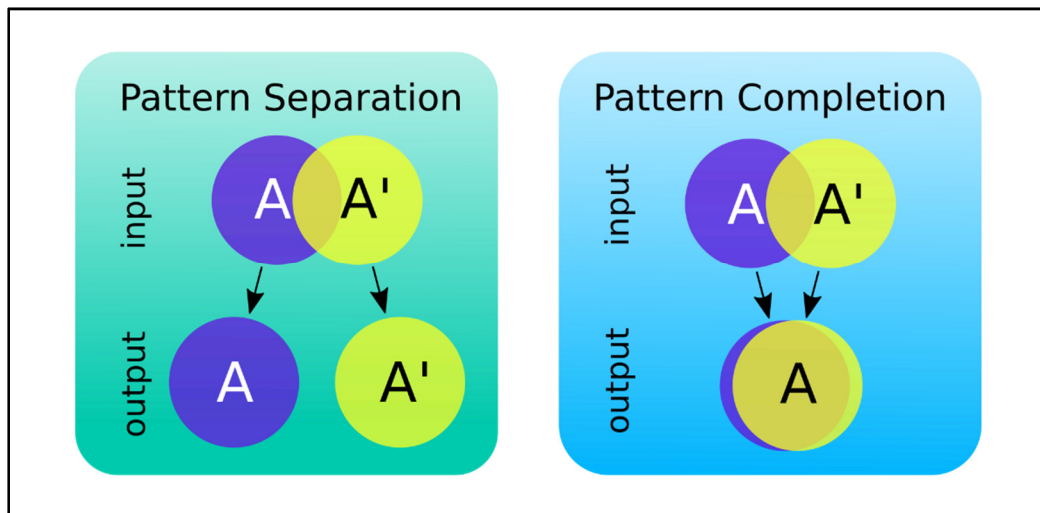 Pattern Separation
input
A
A'
output
A
A'
Pattern Completion
input
A
A'
output
A